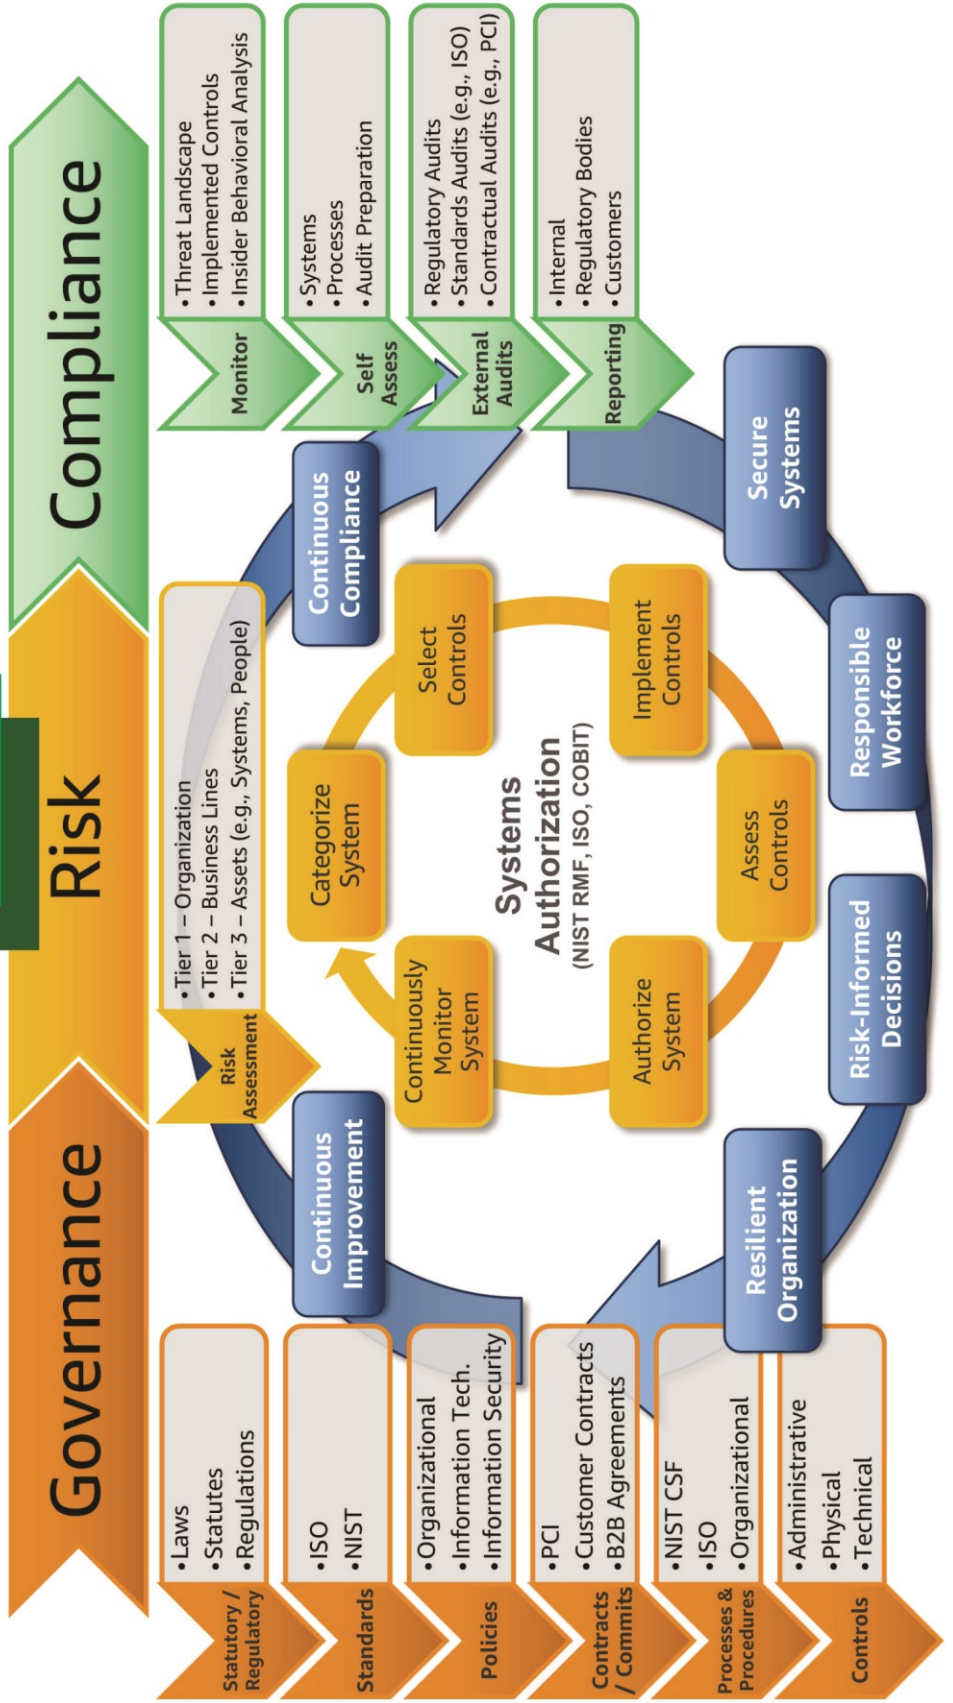 Governance
Risk
Compliance
Statutory /
Regulatory
• Laws
• Statutes
• Regulations
Standards
• ISO
• NIST
Policies
• Organizational
• Information Tech.
• Information Security
Contracts
/ Commits
• PCI
• Customer Contracts
• B2B Agreements
Processes &
Procedures
• NIST CSF
• ISO
• Organizational
Controls
• Administrative
• Physical
• Technical
Risk
Assessment
• Tier 1 – Organization
• Tier 2 – Business Lines
• Tier 3 – Assets (e.g., Systems, People)
Continuous
Improvement
Continuous
Compliance
Categorize
System
Select
Controls
Implement
Controls
Assess
Controls
Authorize
System
Continuously
Monitor
System
Systems
Authorization
(NIST RMF, ISO, COBIT)
Secure
Systems
Responsible
Workforce
Risk-Informed
Decisions
Resilient
Organization
Monitor
• Threat Landscape
• Implemented Controls
• Insider Behavioral Analysis
Self
Assess
• Systems
• Processes
• Audit Preparation
External
Audits
• Regulatory Audits
• Standards Audits (e.g., ISO)
• Contractual Audits (e.g., PCI)
Reporting
• Internal
• Regulatory Bodies
• Customers